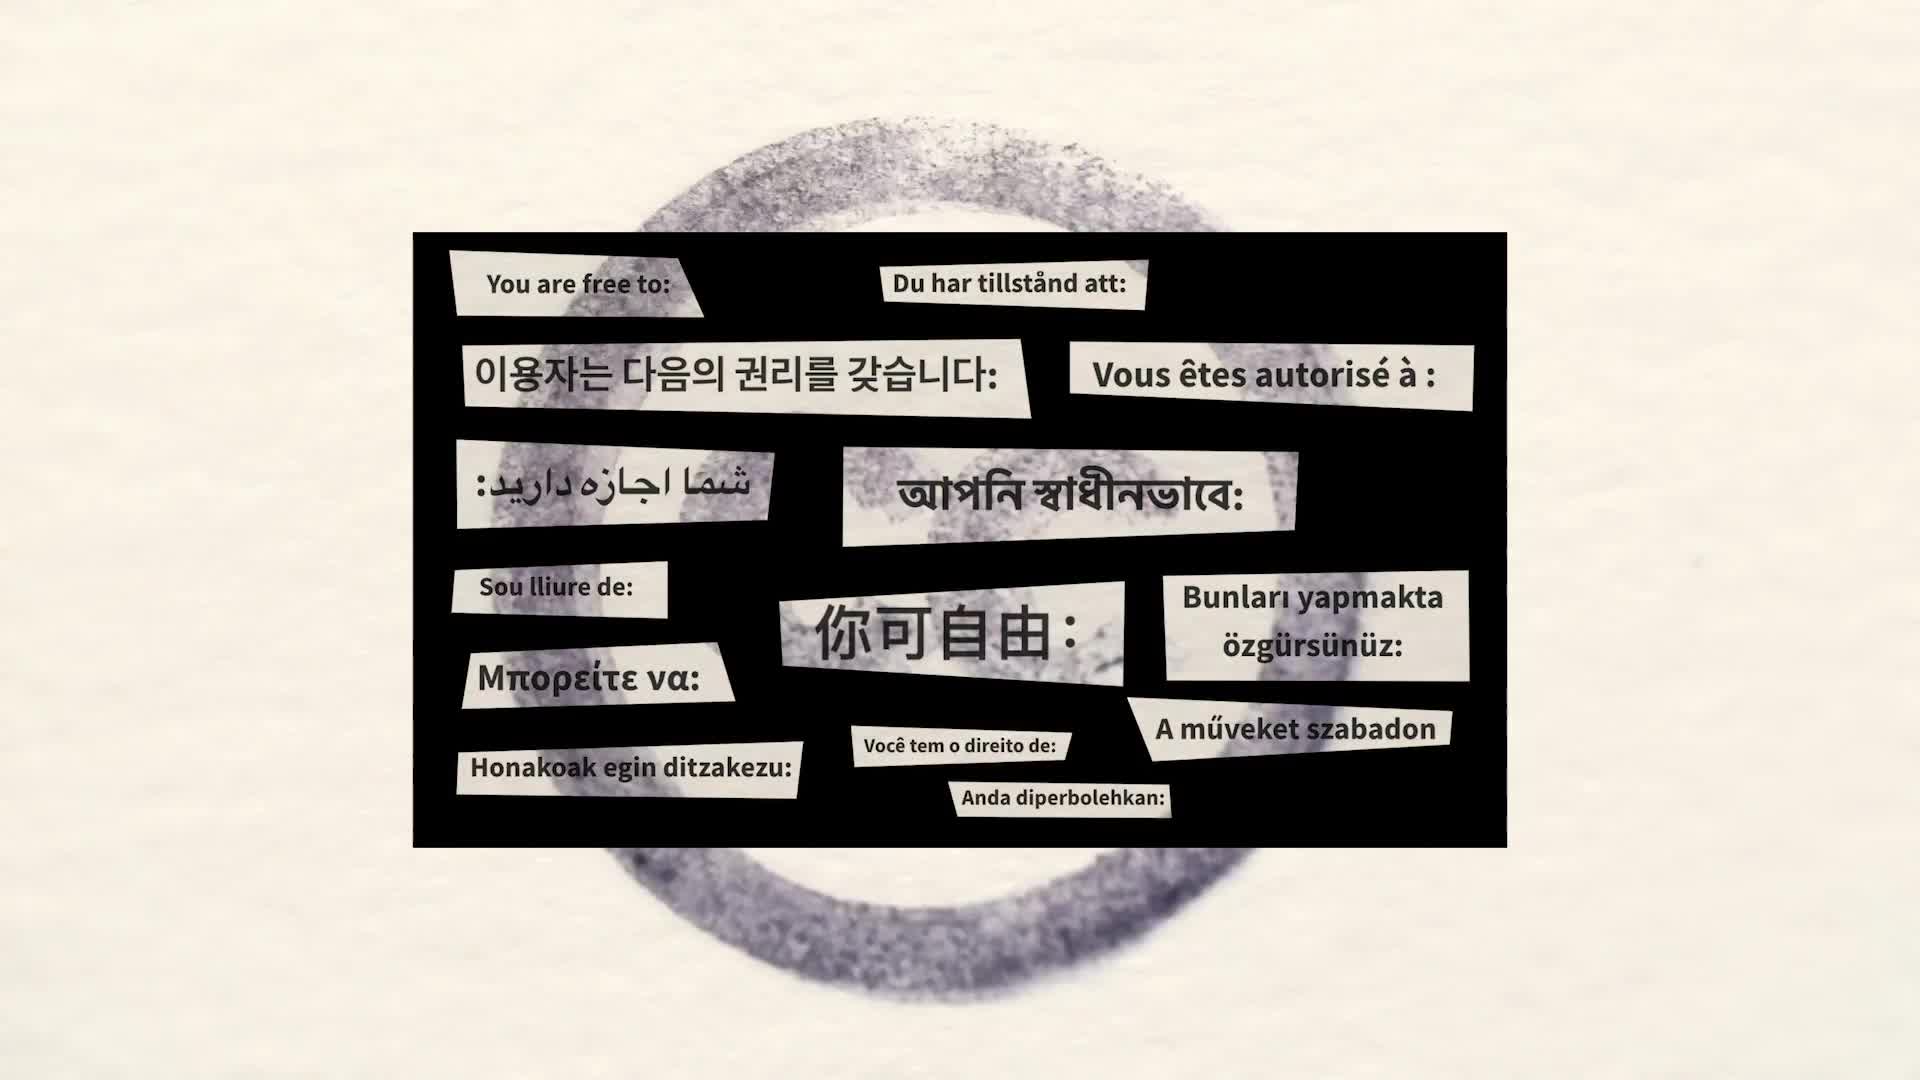 You are free to:
Du har tillstånd att:
이용자는 다음의 권리를 갖습니다:
Vous êtes autorisé à :
شما اجازه دارید:
আপনি স্বাধীনভাবে:
Sou lliure de:
你可自由：
Bunları yapmakta
özgürsünüz:
Μπορείτε να:
A műveket szabadon
Você tem o direito de:
Honakoak egin ditzakezu:
Anda diperbolehkan: